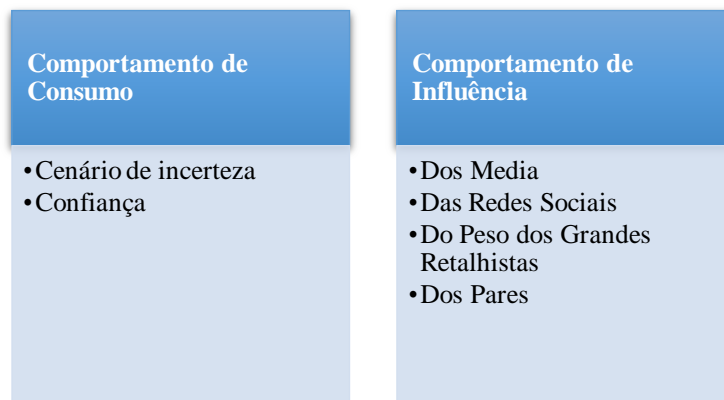 Comportamento de
Consumo
•Cenário de incerteza
•Confiança
Comportamento de
Influência
•Dos Media
•Das Redes Sociais
•Do Peso dos Grandes
Retalhistas
•Dos Pares